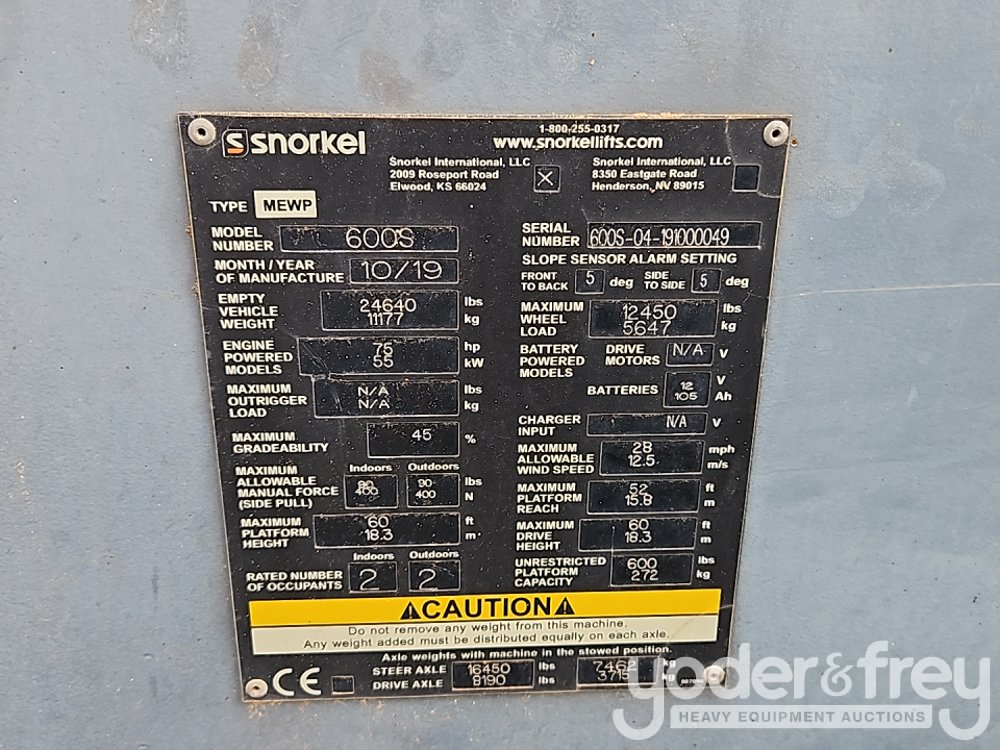 snorkel
1-800-255-0317
www.snorkellifts.com
Snorkel International, LLC
2009 Roseport Road
Elwood, KS 66024
X
Snorkel International, LLC
8350 Eastgate Road
Henderson, NV 89015
TYPE MEWP
MODEL NUMBER 600S
MONTH / YEAR OF MANUFACTURE 10/19
EMPTY VEHICLE WEIGHT 24640 lbs
11177 kg
ENGINE POWERED MODELS 75 hp
55 kW
MAXIMUM OUTRIGGER LOAD N/A lbs
N/A kg
MAXIMUM GRADEABILITY 45 %
Indoors Outdoors
MAXIMUM ALLOWABLE MANUAL FORCE (SIDE PULL) 90 90 lbs
400 400 N
MAXIMUM PLATFORM HEIGHT 60 ft
18.3 m
Indoors Outdoors
RATED NUMBER OF OCCUPANTS 2 2
SERIAL NUMBER 600S-04-191000049
SLOPE SENSOR ALARM SETTING
FRONT TO BACK 5 deg SIDE TO SIDE 5 deg
MAXIMUM WHEEL LOAD 12450 lbs
5647 kg
BATTERY POWERED MODELS DRIVE MOTORS N/A V
BATTERIES 12 V
105 Ah
CHARGER INPUT N/A V
MAXIMUM ALLOWABLE WIND SPEED 28 mph
12.5 m/s
MAXIMUM PLATFORM REACH 52 ft
15.8 m
MAXIMUM DRIVE HEIGHT 60 ft
18.3 m
UNRESTRICTED PLATFORM CAPACITY 600 lbs
272 kg
CAUTION
Do not remove any weight from this machine.
Any weight added must be distributed equally on each axle.
Axle weights with machine in the stowed position.
STEER AXLE 16450 lbs 7462 kg
DRIVE AXLE 8190 lbs 3715 kg
CE
yoder&frey
HEAVY EQUIPMENT AUCTIONS